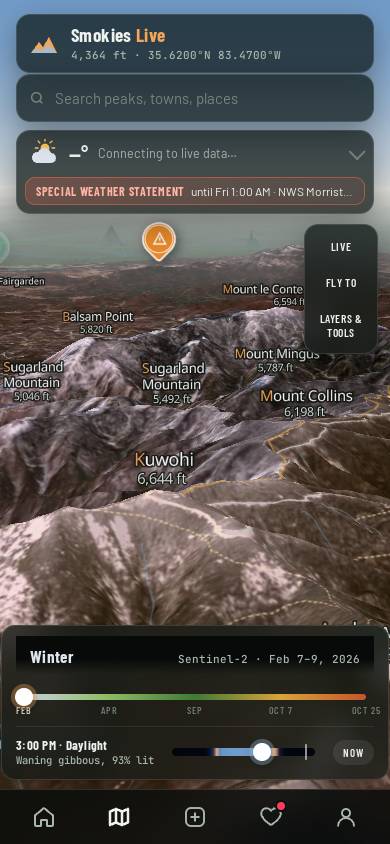 Smokies Live
4,364 ft · 35.6200°N 83.4700°W
Search peaks, towns, places
—° Connecting to live data…
SPECIAL WEATHER STATEMENT until Fri 1:00 AM · NWS Morrist…
LIVE
FLY TO
LAYERS &
TOOLS
Fairgarden
Mount le Conte
6,594 ft
Balsam Point
5,820 ft
Mount Mingus
5,787 ft
Sugarland
Mountain
5,046 ft
Sugarland
Mountain
5,492 ft
Mount Collins
6,198 ft
Kuwohi
6,644 ft
Winter
Sentinel-2 · Feb 7–9, 2026
FEB APR SEP OCT 7 OCT 25
3:00 PM · Daylight
Waning gibbous, 93% lit
NOW